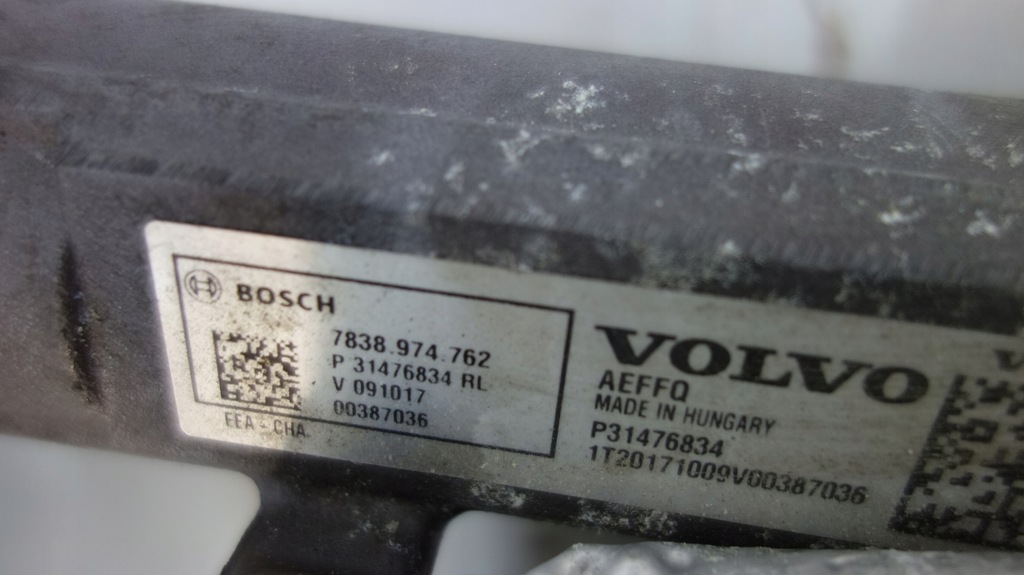 BOSCH
7838.974.762
P 31476834 RL
V 091017
00387036
EEA - CHA
VOLVO
AEFFQ
MADE IN HUNGARY
P31476834
1T20171009V00387036
V